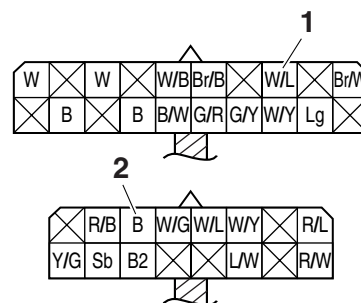 1
W W W/B Br/B W/L Br/W
B B B/W G/R G/Y W/Y Lg
2
R/B B W/G W/L W/Y R/L
Y/G Sb B2 L/W R/W